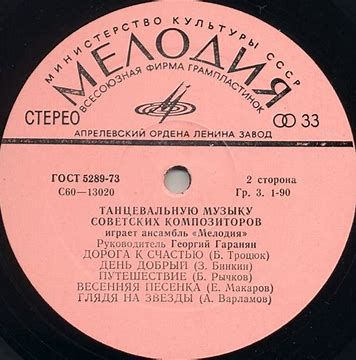 МИНИСТЕРСТВО КУЛЬТУРЫ СССР
МЕЛОДИЯ
ВСЕСОЮЗНАЯ ФИРМА ГРАМПЛАСТИНОК
СТЕРЕО 33
АПРЕЛЕВСКИЙ ОРДЕНА ЛЕНИНА ЗАВОД
ГОСТ 5289-73 2 сторона
С60—13020 Гр. 3. 1-90
ТАНЦЕВАЛЬНУЮ МУЗЫКУ
СОВЕТСКИХ КОМПОЗИТОРОВ
играет ансамбль «Мелодия»
Руководитель Георгий Гаранян
ДОРОГА К СЧАСТЬЮ (Б. Троцюк)
ДЕНЬ ДОБРЫЙ (З. Бинкин)
ПУТЕШЕСТВИЕ (Б. Рычков)
ВЕСЕННЯЯ ПЕСЕНКА (Е. Макаров)
ГЛЯДЯ НА ЗВЕЗДЫ (А. Варламов)